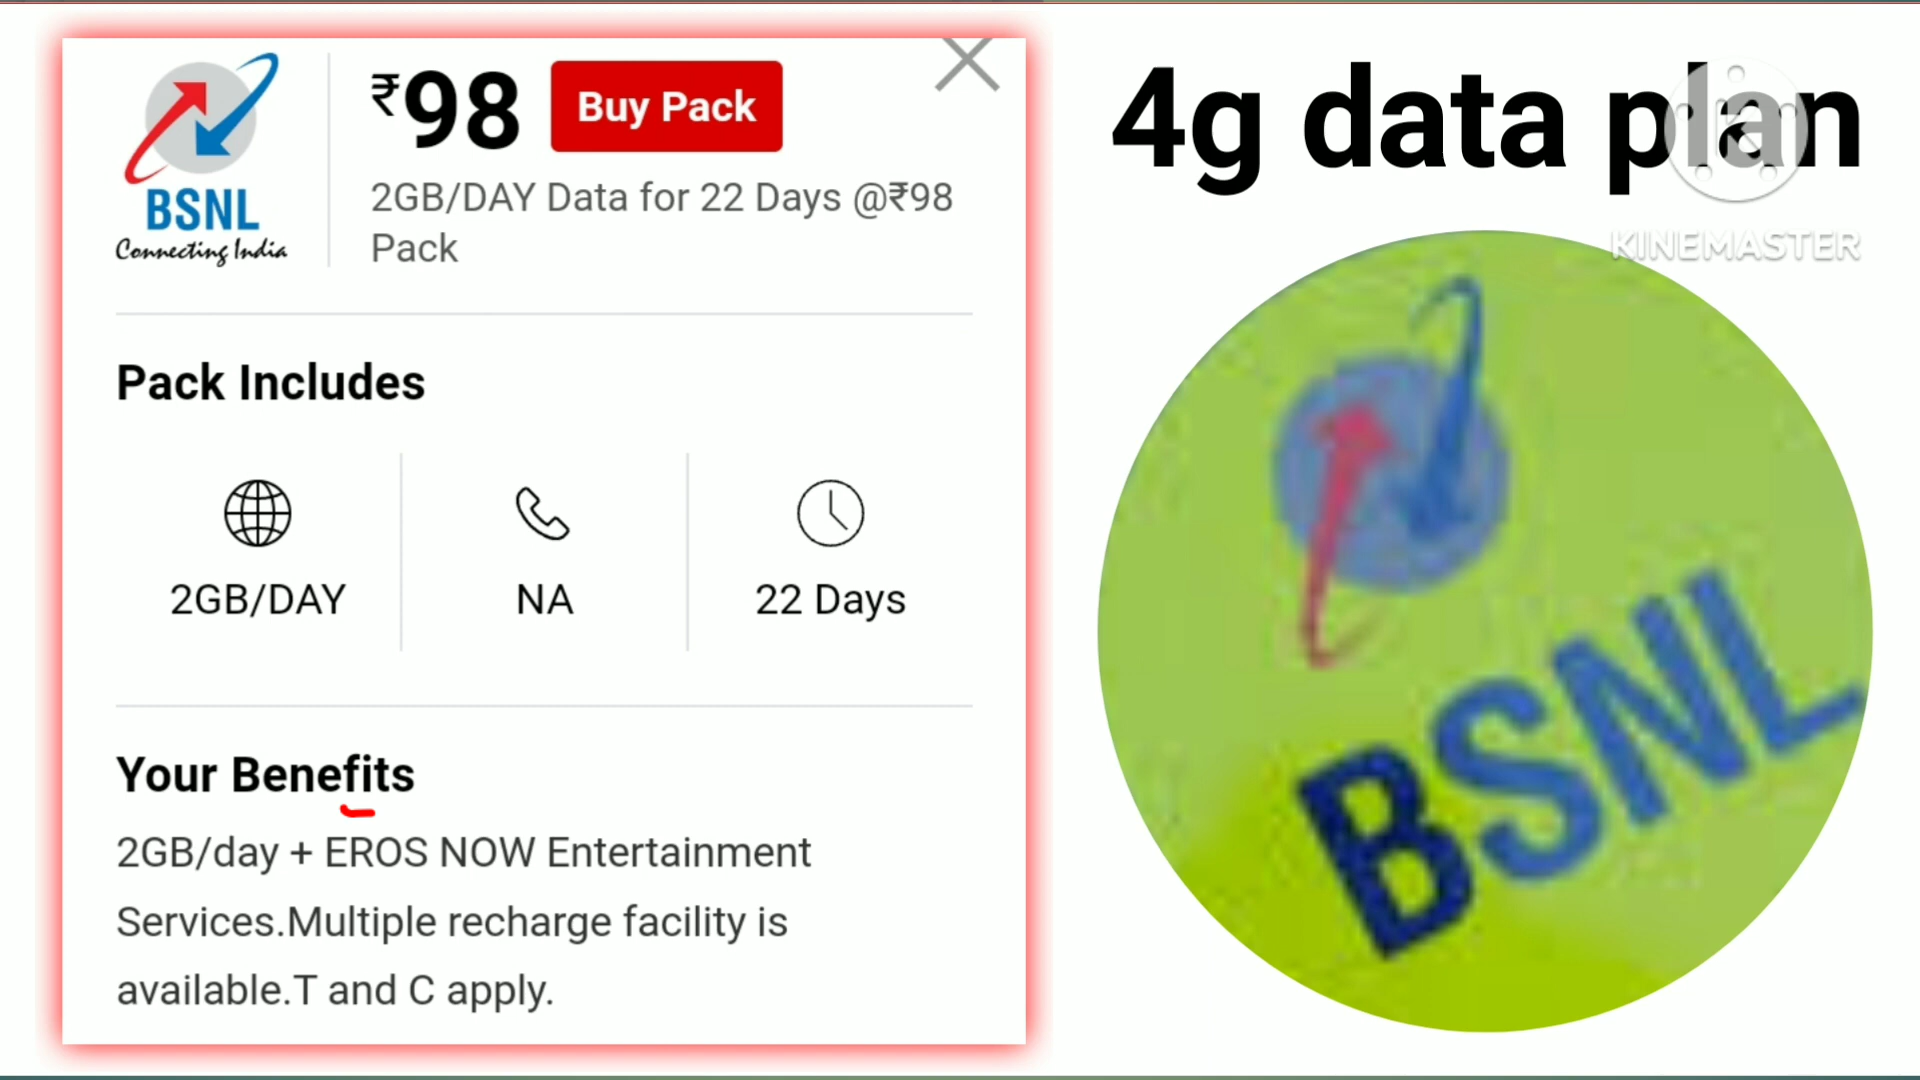 BSNL
Connecting India
₹98
Buy Pack
2GB/DAY Data for 22 Days @₹98
Pack
Pack Includes
2GB/DAY
NA
22 Days
Your Benefits
2GB/day + EROS NOW Entertainment
Services.Multiple recharge facility is
available.T and C apply.
4g data plan
KINEMASTER
BSNL